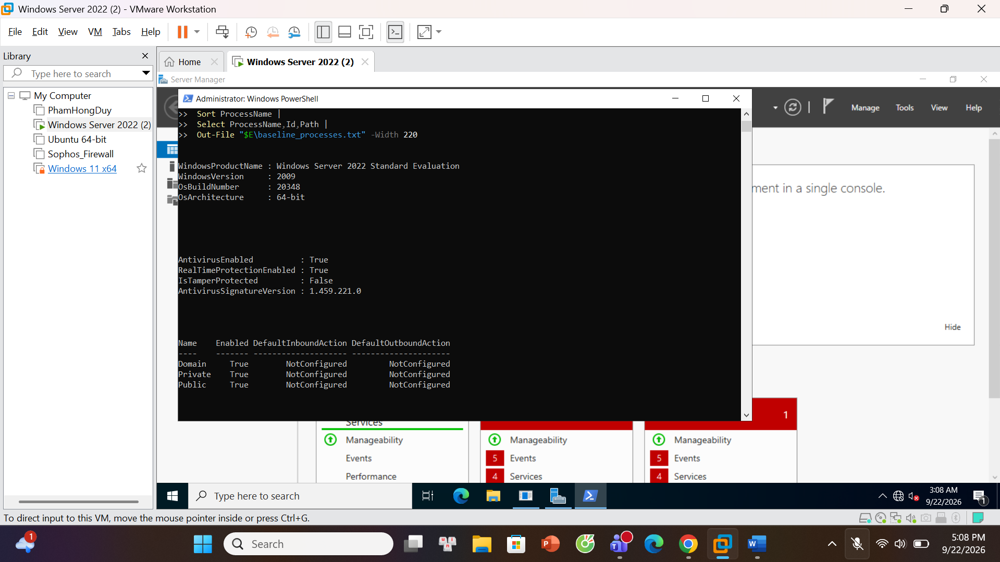 Windows Server 2022 (2) - VMware Workstation
File Edit View VM Tabs Help
Library
Type here to search
My Computer
PhamHongDuy
Windows Server 2022 (2)
Ubuntu 64-bit
Sophos_Firewall
Windows 11 x64
Home
Windows Server 2022 (2)
Server Manager
Manage Tools View Help
Administrator: Windows PowerShell
>>  Sort ProcessName |
>>  Select ProcessName,Id,Path |
>>  Out-File "$E\baseline_processes.txt" -Width 220
WindowsProductName : Windows Server 2022 Standard Evaluation
WindowsVersion     : 2009
OsBuildNumber      : 20348
OsArchitecture     : 64-bit
AntivirusEnabled          : True
RealTimeProtectionEnabled : True
IsTamperProtected         : False
AntivirusSignatureVersion : 1.459.221.0
Name    Enabled DefaultInboundAction DefaultOutboundAction
----    ------- -------------------- ---------------------
Domain     True        NotConfigured         NotConfigured
Private    True        NotConfigured         NotConfigured
Public     True        NotConfigured         NotConfigured
ment in a single console.
Hide
1
Services
Manageability
Events
Performance
Manageability
5 Events
4 Services
Manageability
5 Events
4 Services
Type here to search
3:08 AM
9/22/2026
1
To direct input to this VM, move the mouse pointer inside or press Ctrl+G.
1
Search
5:08 PM
9/22/2026